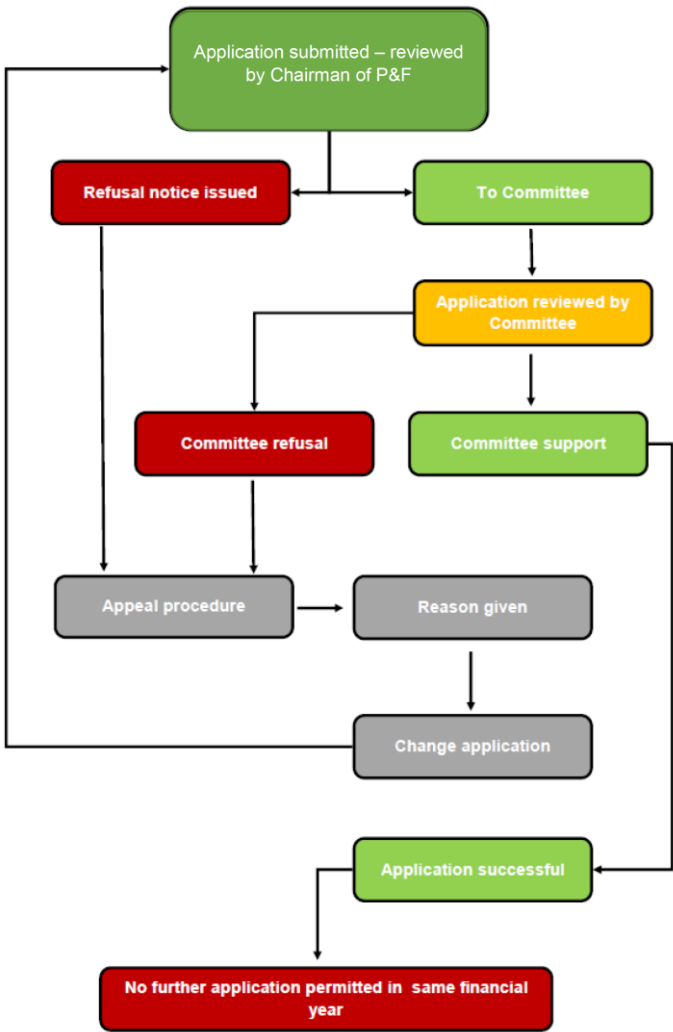 Application submitted – reviewed
by Chairman of P&F
Refusal notice issued
To Committee
Application reviewed by
Committee
Committee refusal
Committee support
Appeal procedure
Reason given
Change application
Application successful
No further application permitted in  same financial
year